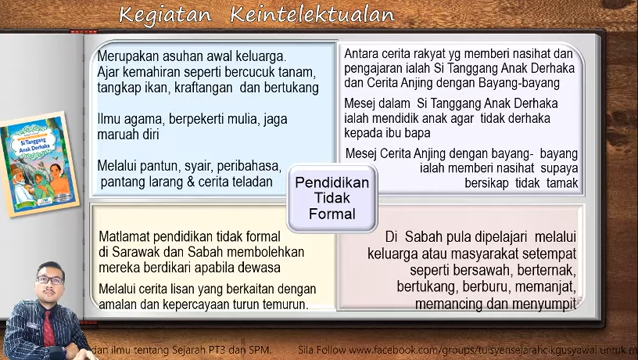 Kegiatan Keintelektualan
Merupakan asuhan awal keluarga.
Ajar kemahiran seperti bercucuk tanam,
tangkap ikan, kraftangan dan bertukang
Ilmu agama, berpekerti mulia, jaga
maruah diri
Melalui pantun, syair, peribahasa,
pantang larang & cerita teladan
Antara cerita rakyat yg memberi nasihat dan
pengajaran ialah Si Tanggang Anak Derhaka
dan Cerita Anjing dengan Bayang-bayang
Mesej dalam Si Tanggang Anak Derhaka
ialah mendidik anak agar tidak derhaka
kepada ibu bapa
Mesej Cerita Anjing dengan bayang- bayang
ialah memberi nasihat supaya
bersikap tidak tamak
Pendidikan
Tidak
Formal
Si Tanggang
Anak Derhaka
Matlamat pendidikan tidak formal
di Sarawak dan Sabah membolehkan
mereka berdikari apabila dewasa
Melalui cerita lisan yang berkaitan dengan
amalan dan kepercayaan turun temurun.
Di Sabah pula dipelajari melalui
keluarga atau masyarakat setempat
seperti bersawah, berternak,
bertukang, berburu, memanjat,
memancing dan menyumpit
dan ilmu tentang Sejarah PT3 dan SPM. Sila Follow www.facebook.com/groups/tuisyensejarahcikgusyawal untuk